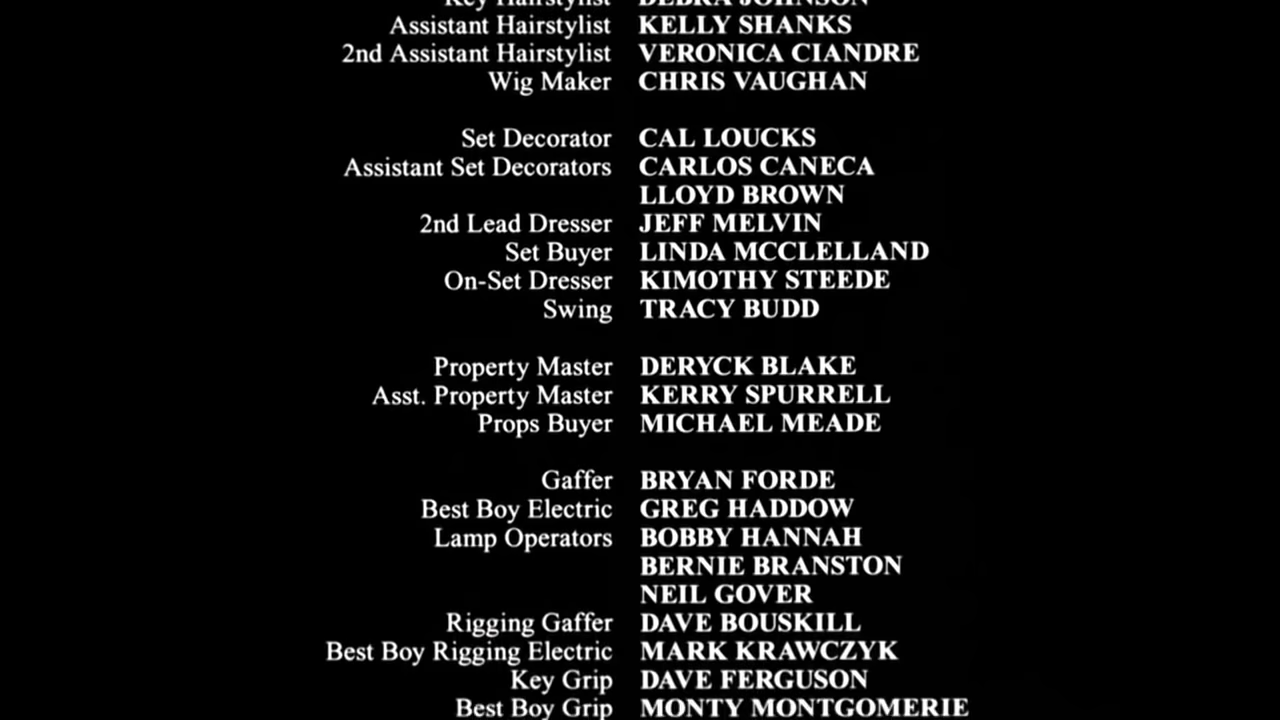 Key Hairstylist DEBRA JOHNSON
Assistant Hairstylist KELLY SHANKS
2nd Assistant Hairstylist VERONICA CIANDRE
Wig Maker CHRIS VAUGHAN
Set Decorator CAL LOUCKS
Assistant Set Decorators CARLOS CANECA
LLOYD BROWN
2nd Lead Dresser JEFF MELVIN
Set Buyer LINDA MCCLELLAND
On-Set Dresser KIMOTHY STEEDE
Swing TRACY BUDD
Property Master DERYCK BLAKE
Asst. Property Master KERRY SPURRELL
Props Buyer MICHAEL MEADE
Gaffer BRYAN FORDE
Best Boy Electric GREG HADDOW
Lamp Operators BOBBY HANNAH
BERNIE BRANSTON
NEIL GOVER
Rigging Gaffer DAVE BOUSKILL
Best Boy Rigging Electric MARK KRAWCZYK
Key Grip DAVE FERGUSON
Best Boy Grip MONTY MONTGOMERIE